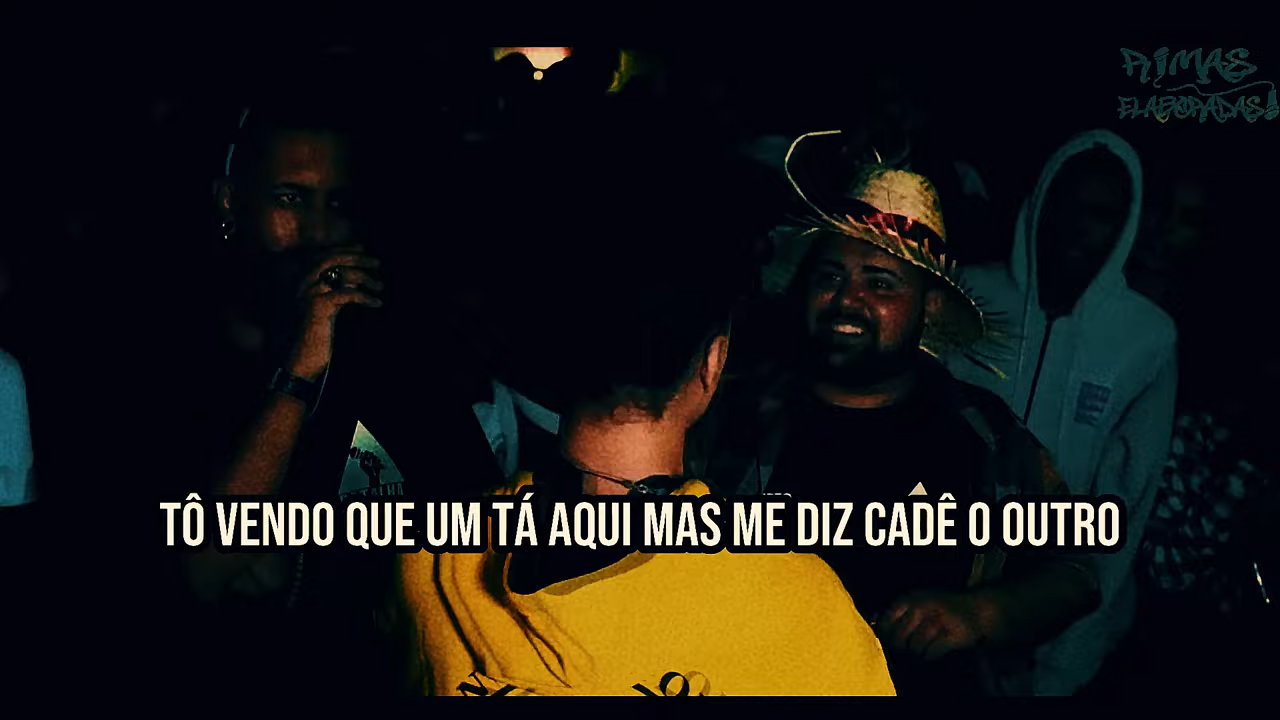 RIMAS
ELABORADAS!
TÔ VENDO QUE UM TÁ AQUI MAS ME DIZ CADÊ O OUTRO